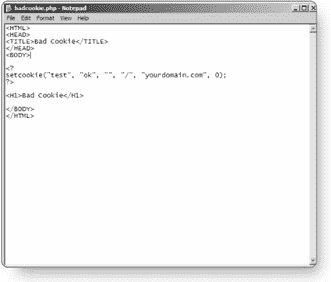 badcookie.php - Notepad
File Edit Format View Help
<HTML>
<HEAD>
<TITLE>Bad Cookie</TITLE>
</HEAD>
<BODY>
<?
setcookie("test", "ok", "", "/", "yourdomain.com", 0);
?>
<H1>Bad Cookie</H1>
</BODY>
</HTML>